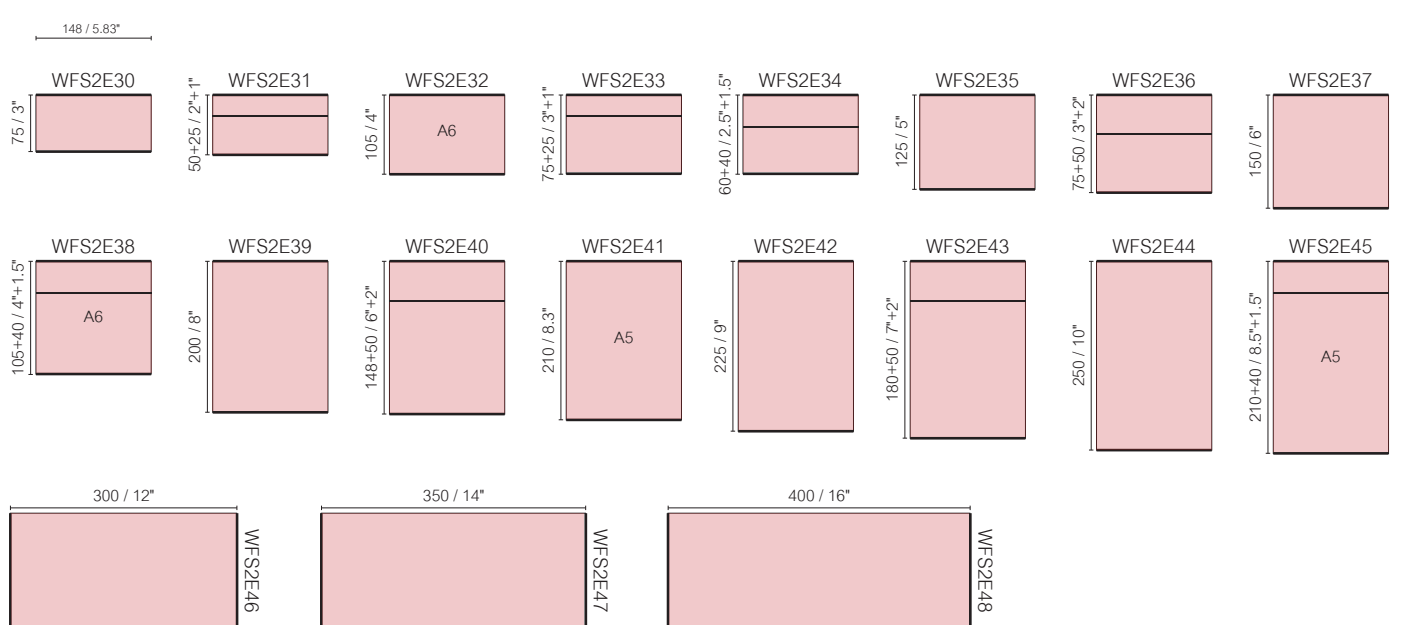 148 / 5.83"
WFS2E30
WFS2E31
WFS2E32
WFS2E33
WFS2E34
WFS2E35
WFS2E36
WFS2E37
75 / 3"
50+25 / 2"+1"
105 / 4"
A6
75+25 / 3"+1"
60+40 / 2.5"+1.5"
125 / 5"
75+50 / 3"+2"
150 / 6"
WFS2E38
WFS2E39
WFS2E40
WFS2E41
WFS2E42
WFS2E43
WFS2E44
WFS2E45
105+40 / 4"+1.5"
A6
200 / 8"
148+50 / 6"+2"
210 / 8.3"
A5
225 / 9"
180+50 / 7"+2"
250 / 10"
210+40 / 8.5"+1.5"
A5
300 / 12"
350 / 14"
400 / 16"
WFS2E46
WFS2E47
WFS2E48